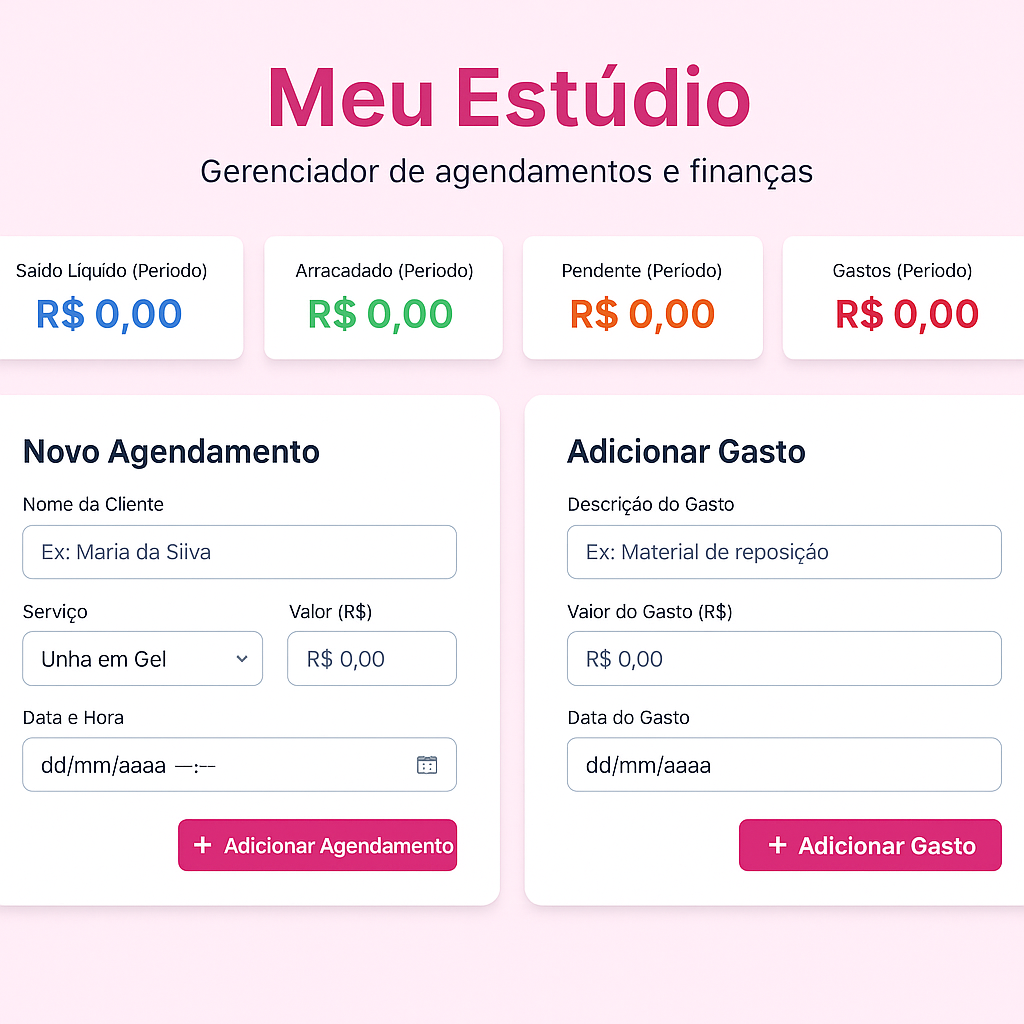 Meu Estúdio
Gerenciador de agendamentos e finanças
Saído Líquído (Periodo)
R$ 0,00
Arracadado (Periodo)
R$ 0,00
Pendente (Período)
R$ 0,00
Gastos (Periodo)
R$ 0,00
Novo Agendamento
Nome da Cliente
Ex: Maria da Siiva
Serviço
Valor (R$)
Unha em Gel
R$ 0,00
Data e Hora
dd/mm/aaaa —:--
+ Adicionar Agendamento
Adicionar Gasto
Descriçáo do Gasto
Ex: Material de reposiçáo
Vaior do Gasto (R$)
R$ 0,00
Data do Gasto
dd/mm/aaaa
+ Adicionar Gasto